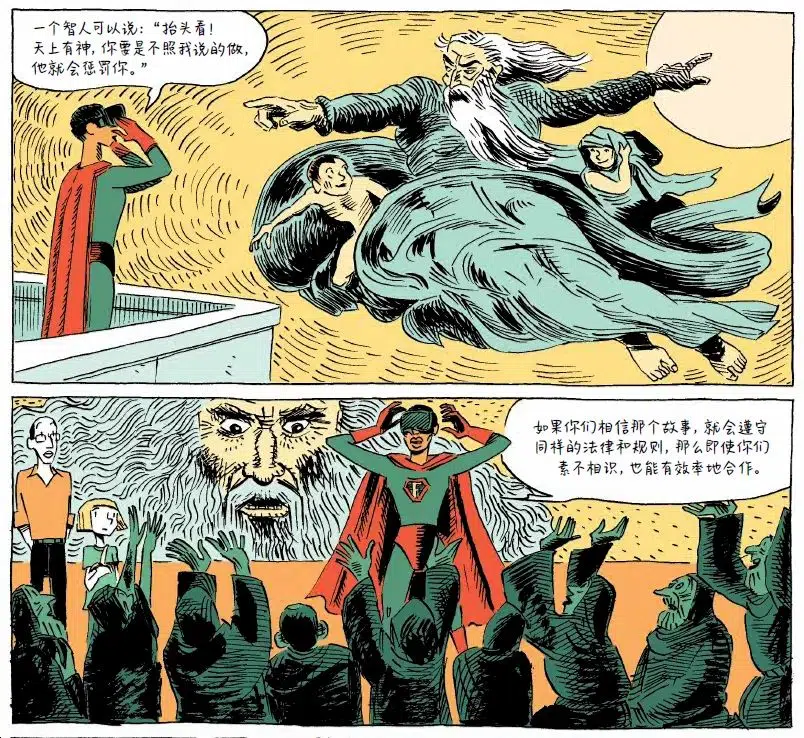 一个智人可以说：“抬头看！
天上有神，你要是不照我说的做，
他就会惩罚你。”
如果你们相信那个故事，就会遵守
同样的法律和规则，那么即使你们
素不相识，也能有效率地合作。
F